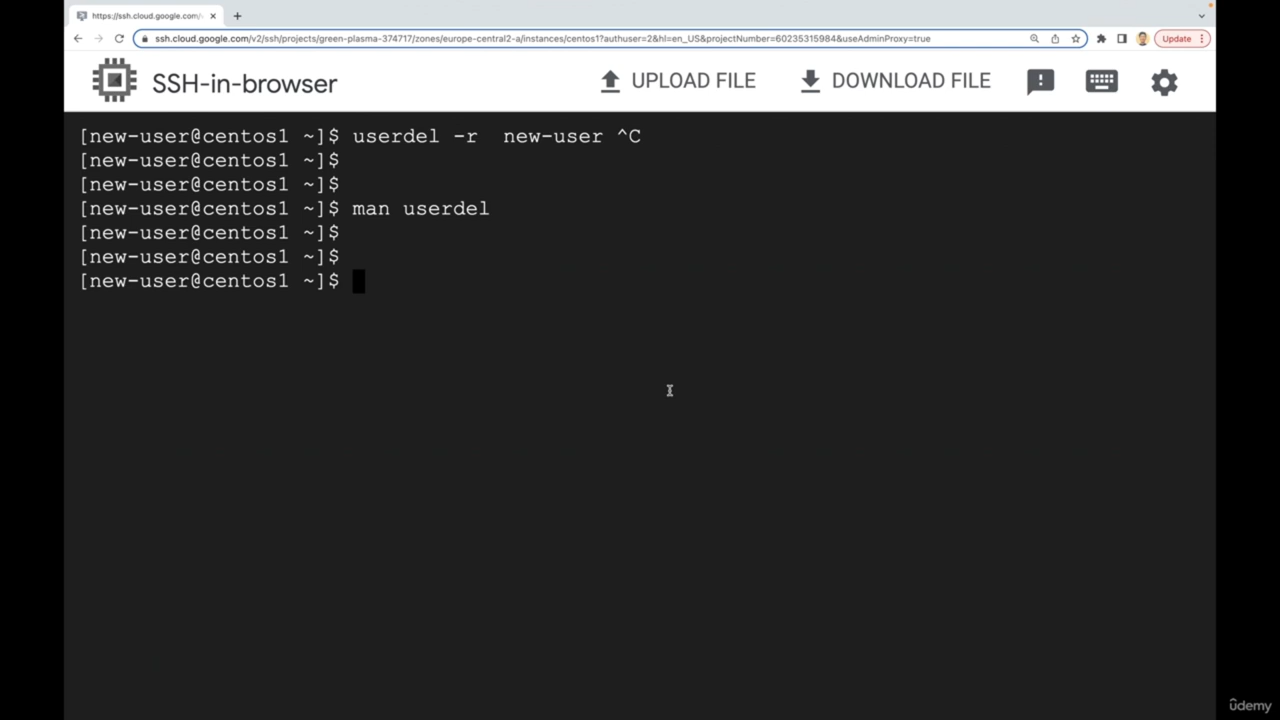 https://ssh.cloud.google.com/v
ssh.cloud.google.com/v2/ssh/projects/green-plasma-374717/zones/europe-central2-a/instances/centos1?authuser=2&hl=en_US&projectNumber=60235315984&useAdminProxy=true
Update
SSH-in-browser
UPLOAD FILE
DOWNLOAD FILE
[new-user@centos1 ~]$ userdel -r  new-user ^C
[new-user@centos1 ~]$
[new-user@centos1 ~]$
[new-user@centos1 ~]$ man userdel
[new-user@centos1 ~]$
[new-user@centos1 ~]$
[new-user@centos1 ~]$
ûdemy